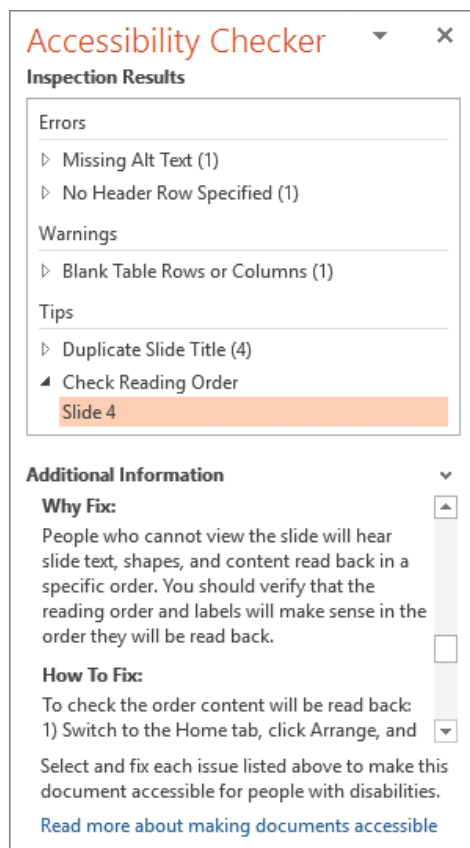 Accessibility Checker
Inspection Results
Errors
Missing Alt Text (1)
No Header Row Specified (1)
Warnings
Blank Table Rows or Columns (1)
Tips
Duplicate Slide Title (4)
Check Reading Order
Slide 4
Additional Information
Why Fix:
People who cannot view the slide will hear
slide text, shapes, and content read back in a
specific order. You should verify that the
reading order and labels will make sense in the
order they will be read back.
How To Fix:
To check the order content will be read back:
1) Switch to the Home tab, click Arrange, and
Select and fix each issue listed above to make this
document accessible for people with disabilities.
Read more about making documents accessible